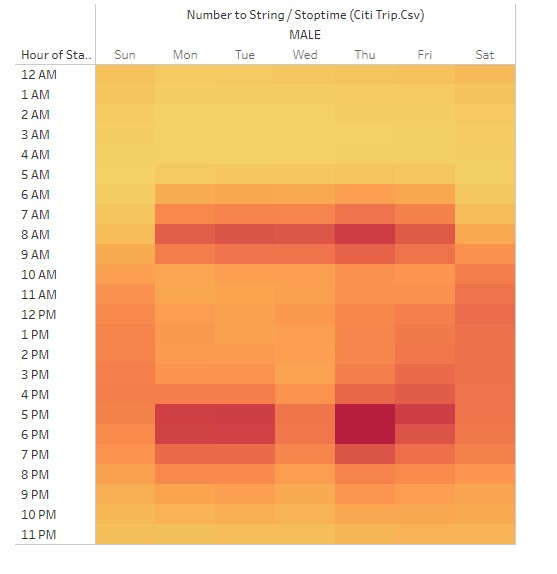 Number to String / Stoptime (Citi Trip.Csv)
MALE
Hour of Sta.. Sun Mon Tue Wed Thu Fri Sat
12 AM
1 AM
2 AM
3 AM
4 AM
5 AM
6 AM
7 AM
8 AM
9 AM
10 AM
11 AM
12 PM
1 PM
2 PM
3 PM
4 PM
5 PM
6 PM
7 PM
8 PM
9 PM
10 PM
11 PM